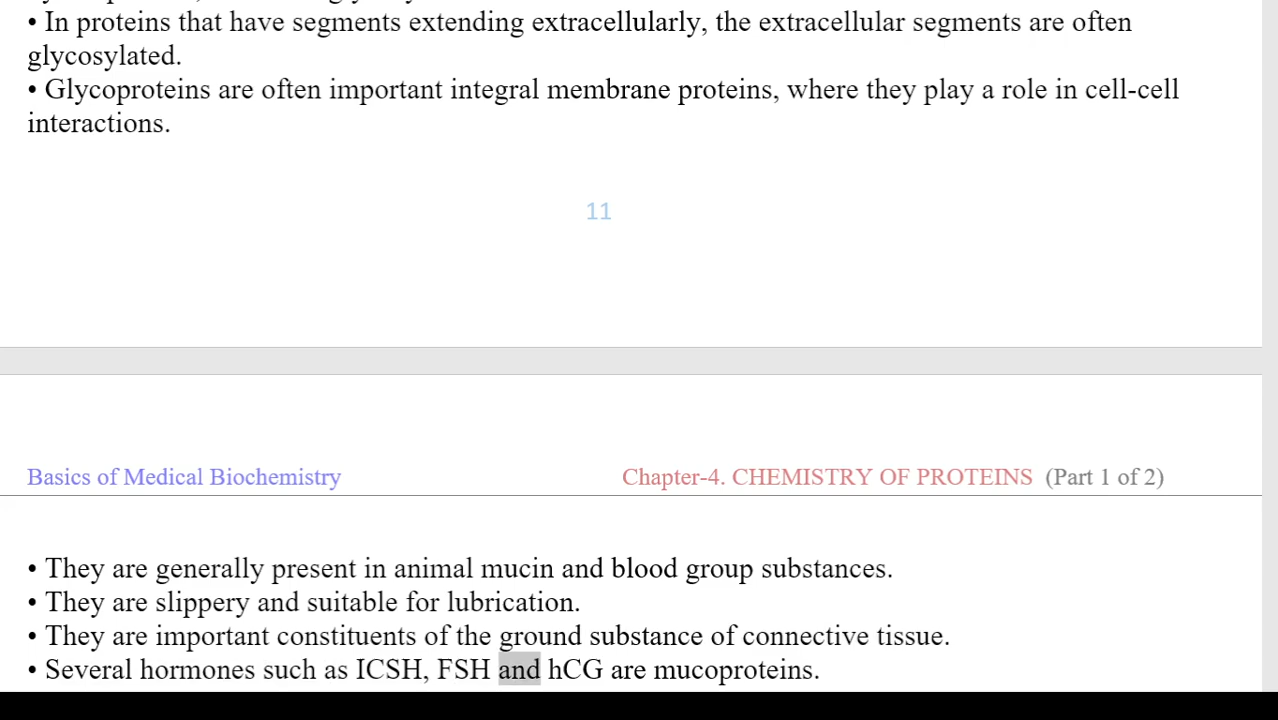 • In proteins that have segments extending extracellularly, the extracellular segments are often
glycosylated.
• Glycoproteins are often important integral membrane proteins, where they play a role in cell-cell
interactions.
11
Basics of Medical Biochemistry Chapter-4. CHEMISTRY OF PROTEINS (Part 1 of 2)
• They are generally present in animal mucin and blood group substances.
• They are slippery and suitable for lubrication.
• They are important constituents of the ground substance of connective tissue.
• Several hormones such as ICSH, FSH and hCG are mucoproteins.